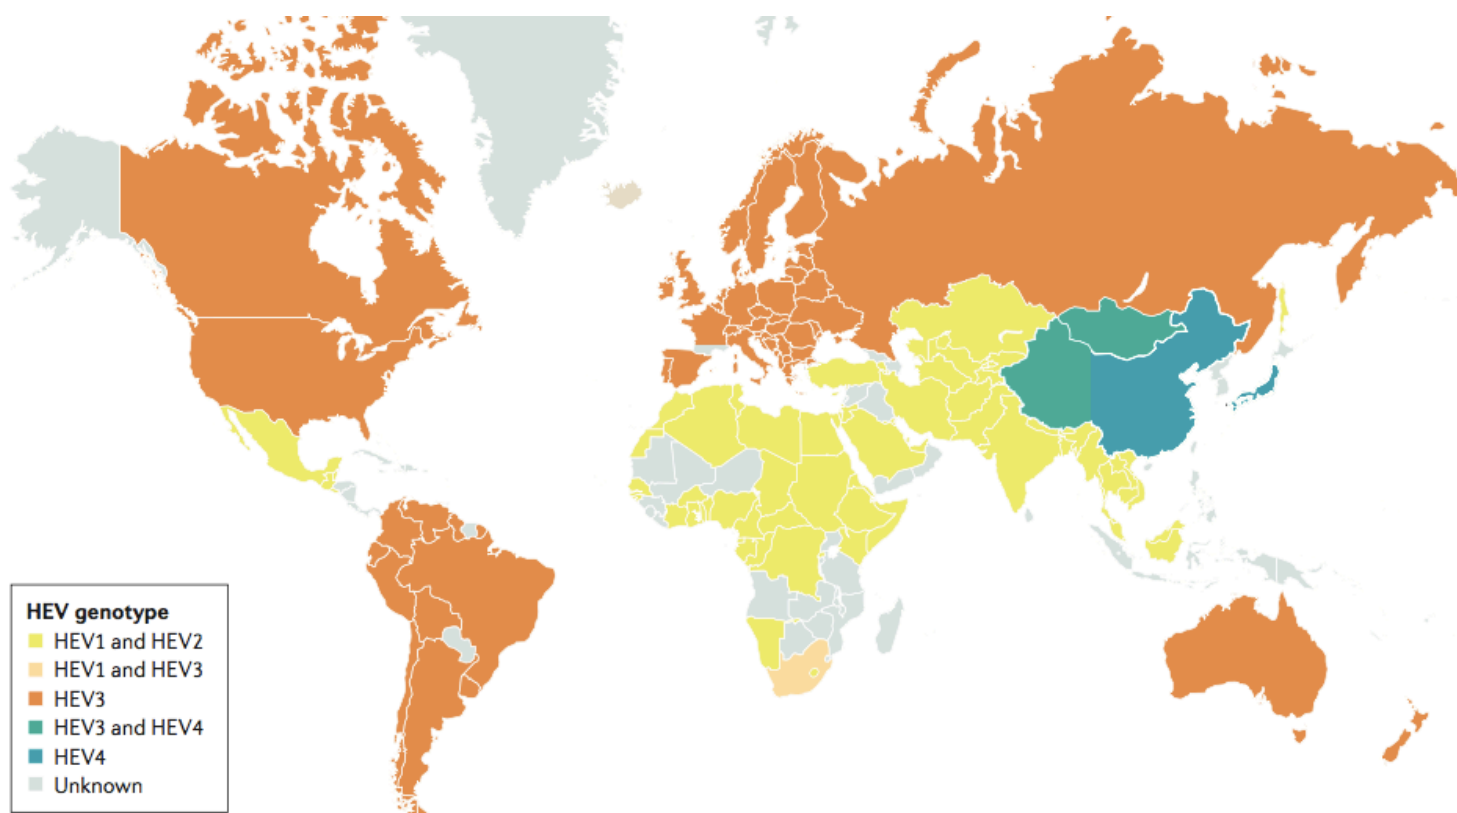 HEV genotype
HEV1 and HEV2
HEV1 and HEV3
HEV3
HEV3 and HEV4
HEV4
Unknown